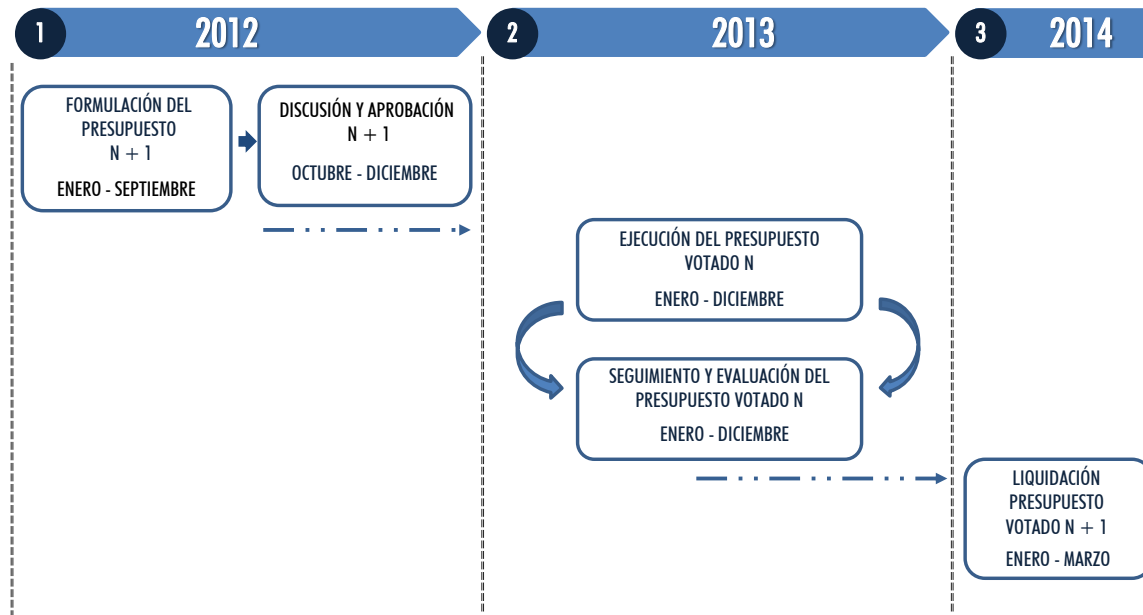 1
2012
2
2013
3
2014
FORMULACIÓN DEL
PRESUPUESTO
N + 1
ENERO - SEPTIEMBRE
DISCUSIÓN Y APROBACIÓN
N + 1
OCTUBRE - DICIEMBRE
EJECUCIÓN DEL PRESUPUESTO
VOTADO N
ENERO - DICIEMBRE
SEGUIMIENTO Y EVALUACIÓN DEL
PRESUPUESTO VOTADO N
ENERO - DICIEMBRE
LIQUIDACIÓN
PRESUPUESTO
VOTADO N + 1
ENERO - MARZO